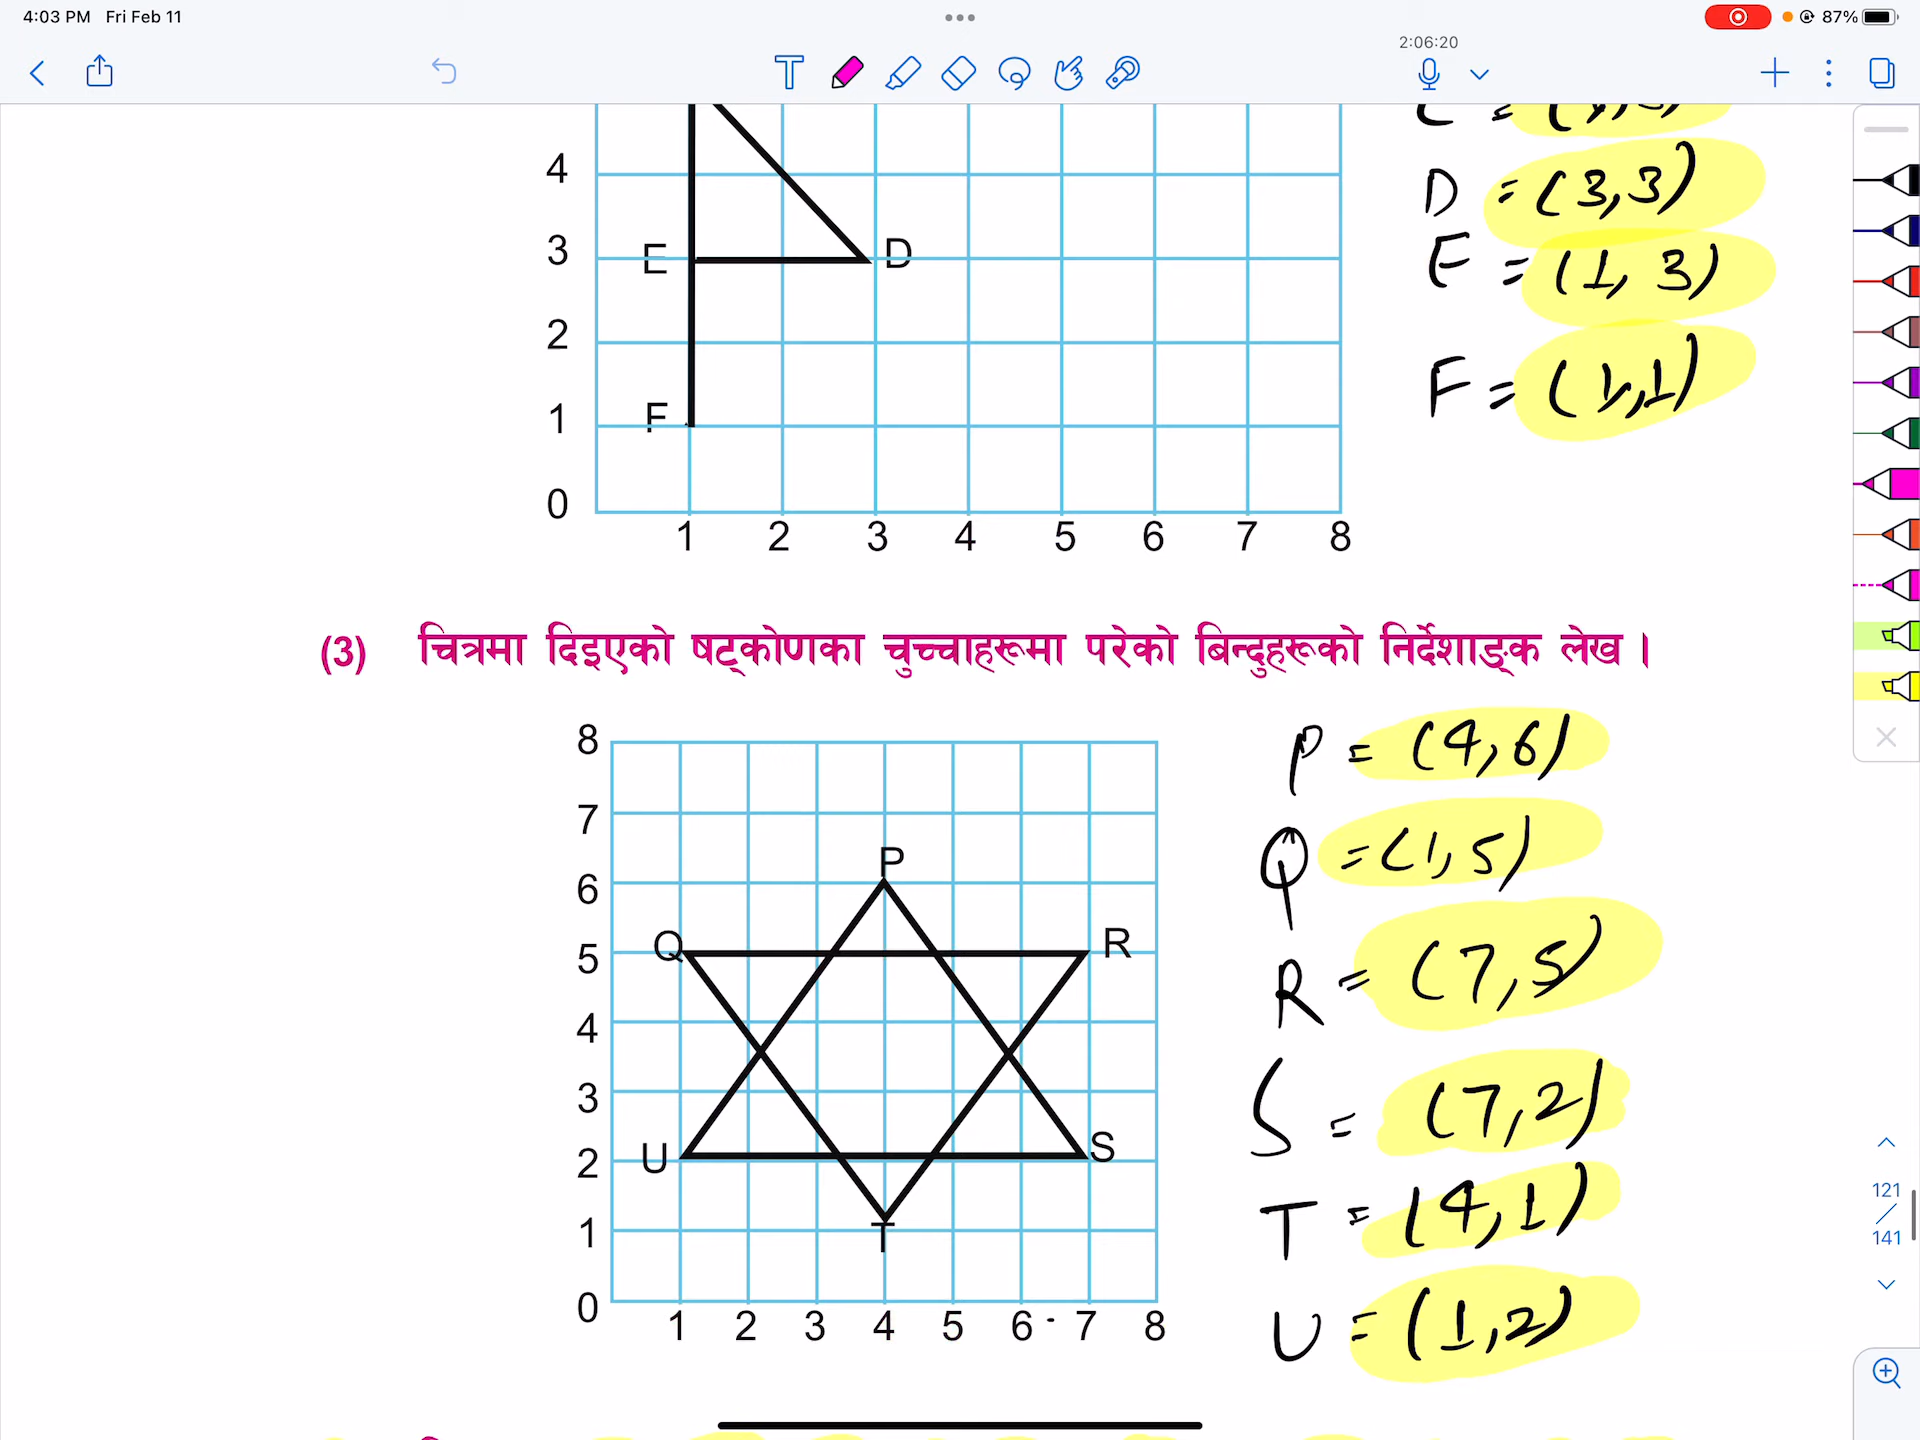 4:03 PM Fri Feb 11
87%
2:06:20
T
4
D = (3,3)
3 E D
E = (1, 3)
2
F = (1,1)
1 F
0
1 2 3 4 5 6 7 8
(3) चित्रमा दिइएको षट्कोणका चुच्चाहरूमा परेको बिन्दुहरूको निर्देशाङ्क लेख ।
8
P = (4,6)
7
P
Q = (1,5)
6
Q R
5
R = (7,5)
4
3
S = (7,2)
U S
2
T = (4,1)
1 T
121
141
0
1 2 3 4 5 6 7 8
U = (1,2)